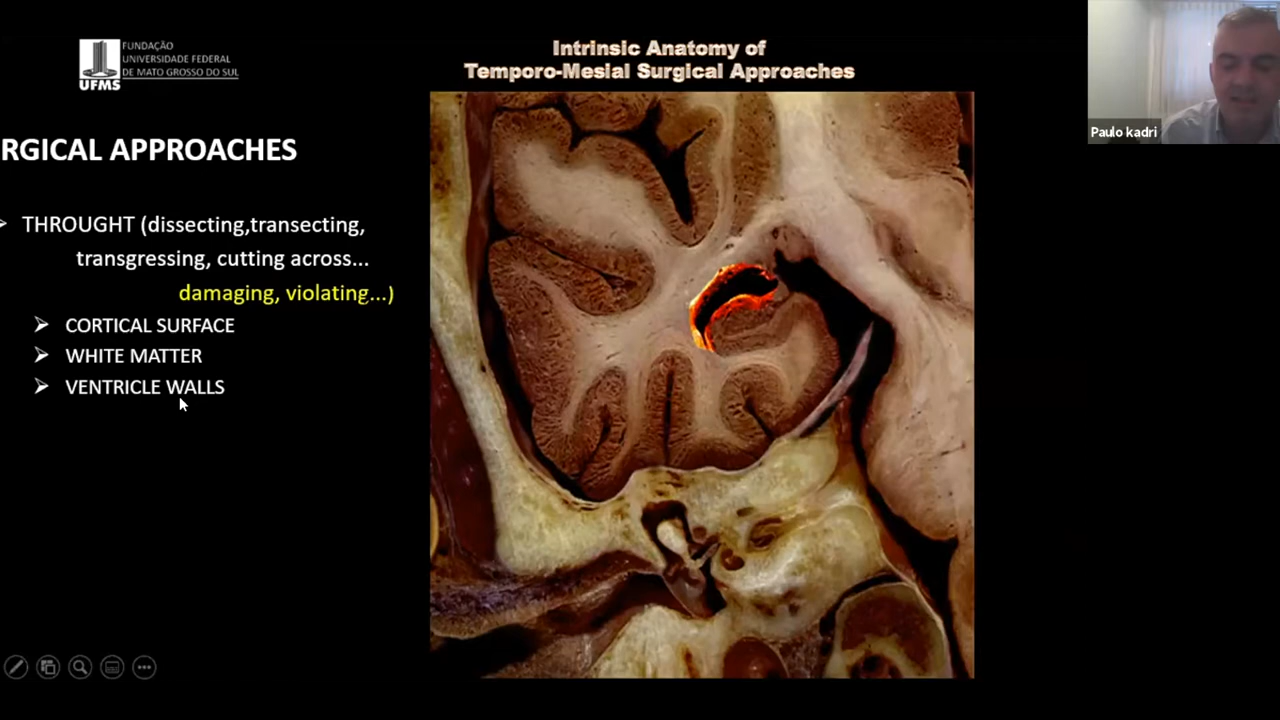 FUNDAÇÃO
UNIVERSIDADE FEDERAL
DE MATO GROSSO DO SUL
UFMS
Intrinsic Anatomy of
Temporo-Mesial Surgical Approaches
Paulo kadri
RGICAL APPROACHES
THROUGHT (dissecting,transecting,
transgressing, cutting across...
damaging, violating...)
CORTICAL SURFACE
WHITE MATTER
VENTRICLE WALLS